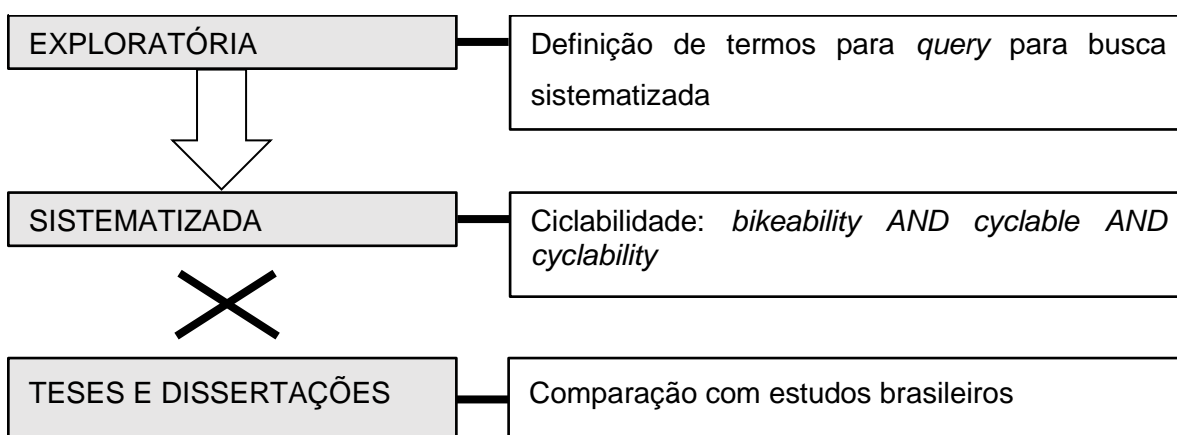 EXPLORATÓRIA
Definição de termos para query para busca
sistematizada
SISTEMATIZADA
Ciclabilidade: bikeability AND cyclable AND
cyclability
TESES E DISSERTAÇÕES
Comparação com estudos brasileiros